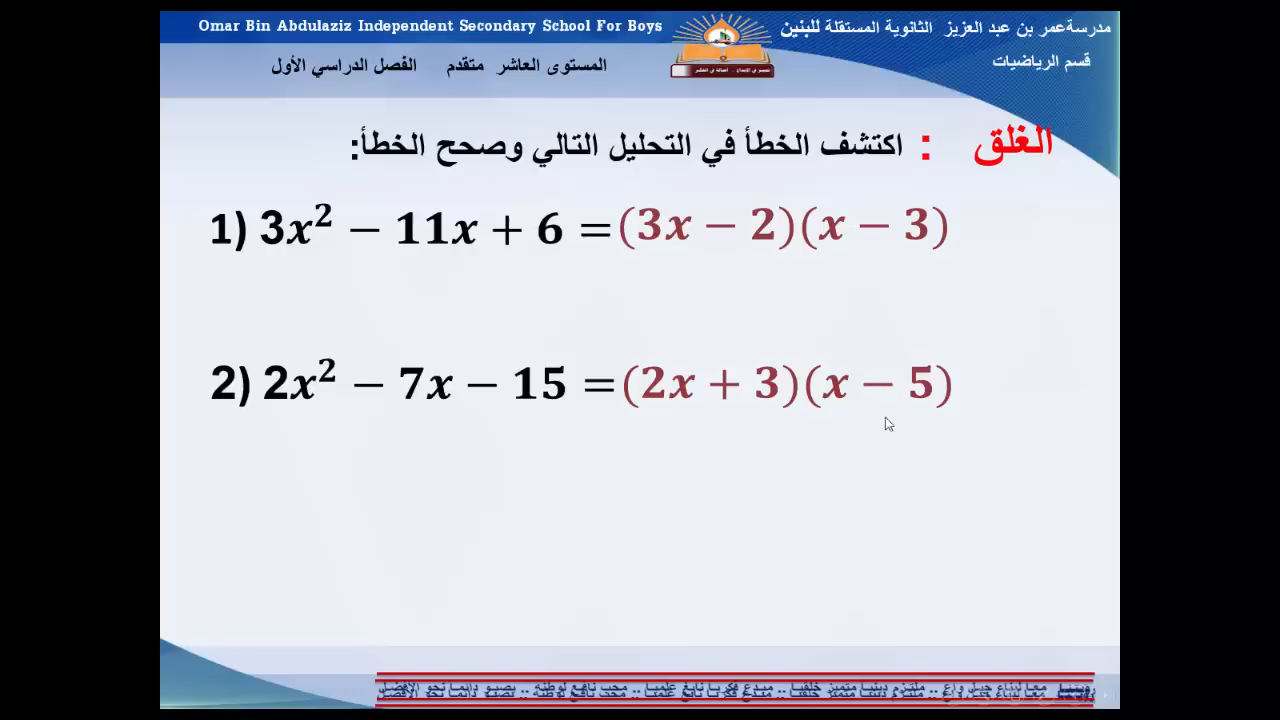 Omar Bin Abdulaziz Independent Secondary School For Boys
مدرسةعمر بن عبد العزيز الثانوية المستقلة للبنين
قسم الرياضيات
المستوى العاشر متقدم الفصل الدراسي الأول
الغلق : اكتشف الخطأ في التحليل التالي وصحح الخطأ:
1) 3x² − 11x + 6 = (3x − 2)(x − 3)
2) 2x² − 7x − 15 = (2x + 3)(x − 5)